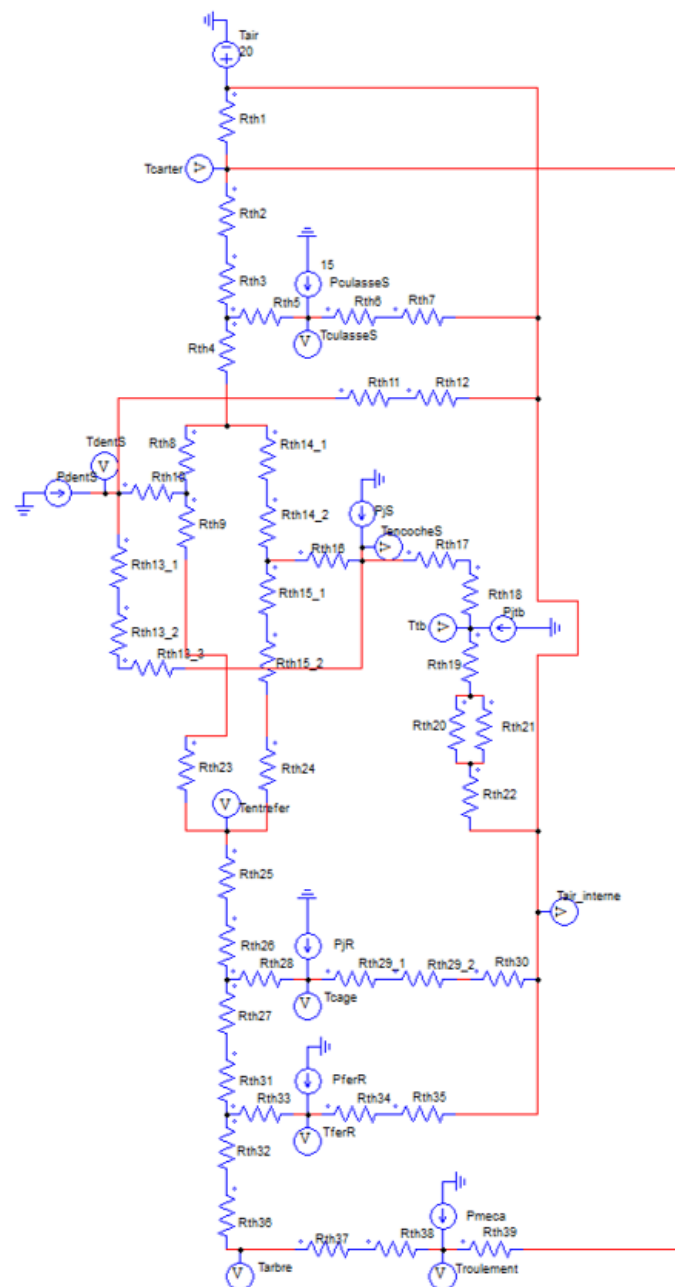 Tair
20
Rth1
Tcarter
Rth2
15
Rth3
PculasseS
Rth5
Rth6
Rth7
TculasseS
Rth4
Rth11
Rth12
TdentS
Rth8
Rth14_1
PdentS
Rth10
PjS
Rth9
Rth14_2
TencocheS
Rth16
Rth17
Rth13_1
Rth15_1
Rth18
Pjtb
Ttb
Rth13_2
Rth19
Rth13_3
Rth15_2
Rth20
Rth21
Rth23
Rth24
Rth22
Tentrefer
Rth25
Tair_interne
Rth26
PjR
Rth28
Rth29_1
Rth29_2
Rth30
Tcage
Rth27
Rth31
PferR
Rth33
Rth34
Rth35
TferR
Rth32
Rth36
Pmeca
Rth37
Rth38
Rth39
Tarbre
Troulement